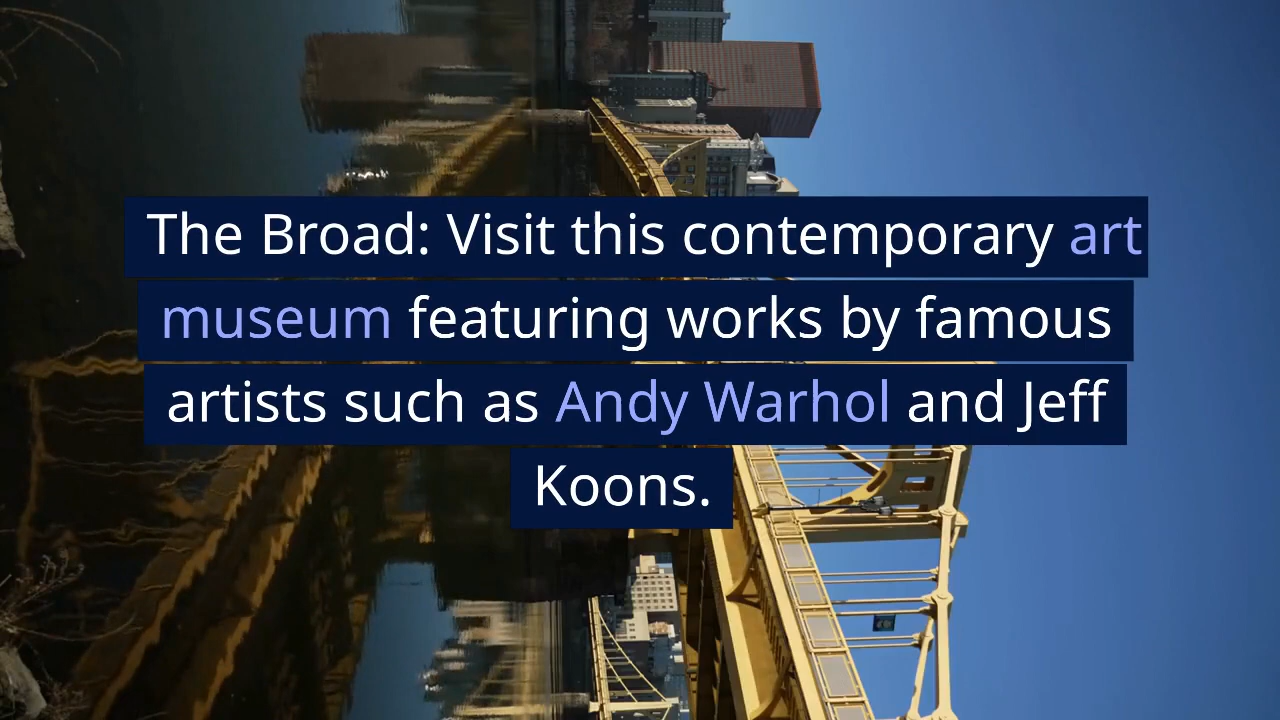 The Broad: Visit this contemporary art
museum featuring works by famous
artists such as Andy Warhol and Jeff
Koons.